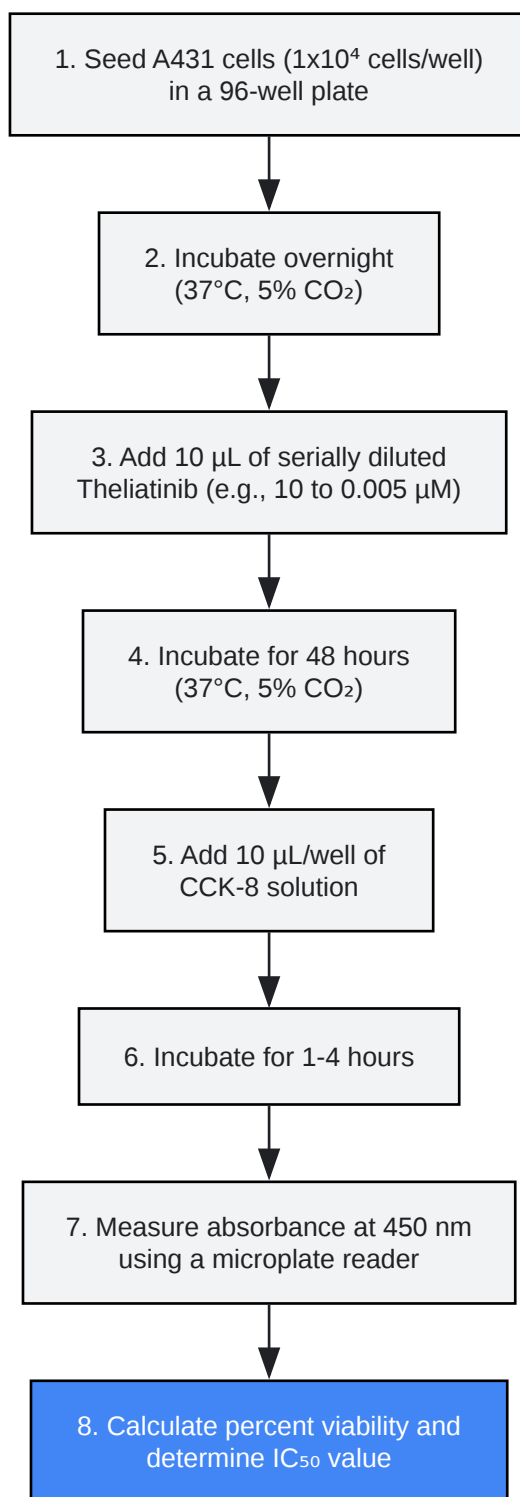 1. Seed A431 cells (1x10⁴ cells/well)
in a 96-well plate
2. Incubate overnight
(37°C, 5% CO₂)
3. Add 10 µL of serially diluted
Theliatinib (e.g., 10 to 0.005 µM)
4. Incubate for 48 hours
(37°C, 5% CO₂)
5. Add 10 µL/well of
CCK-8 solution
6. Incubate for 1-4 hours
7. Measure absorbance at 450 nm
using a microplate reader
8. Calculate percent viability and
determine IC₅₀ value